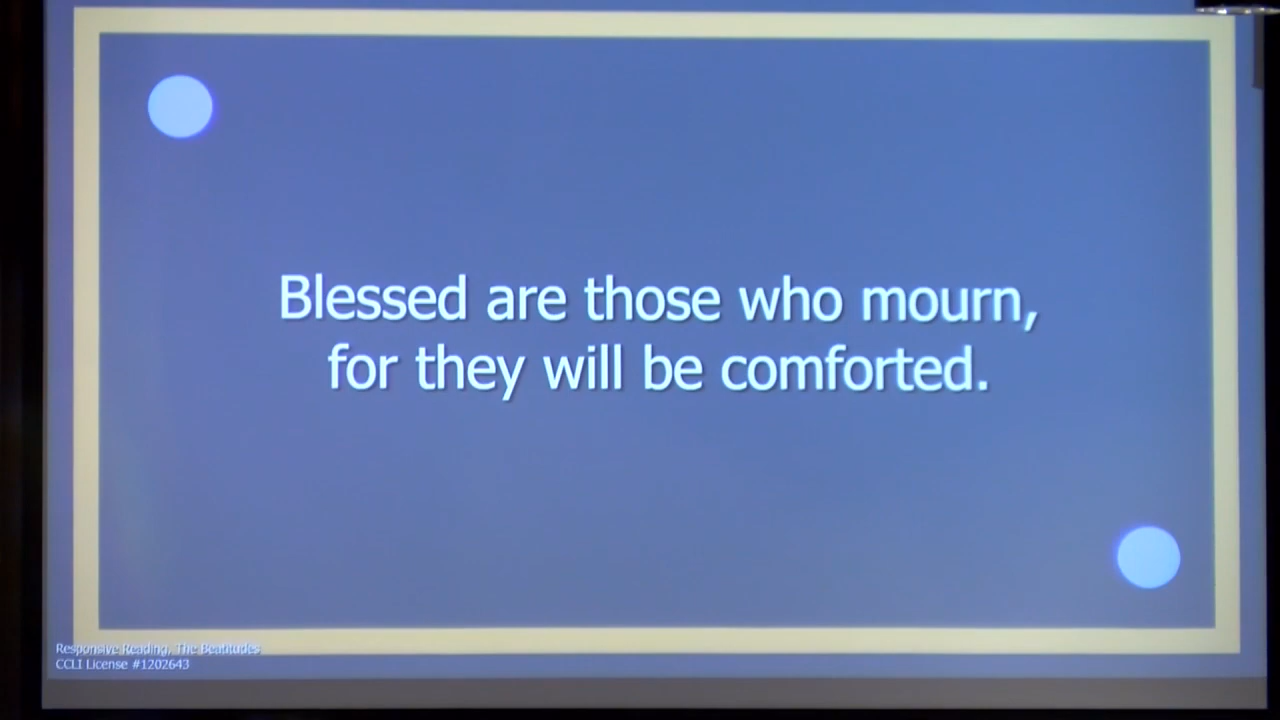 Blessed are those who mourn,
for they will be comforted.
Responsive Reading, The Beatitudes
CCLI License #1202643